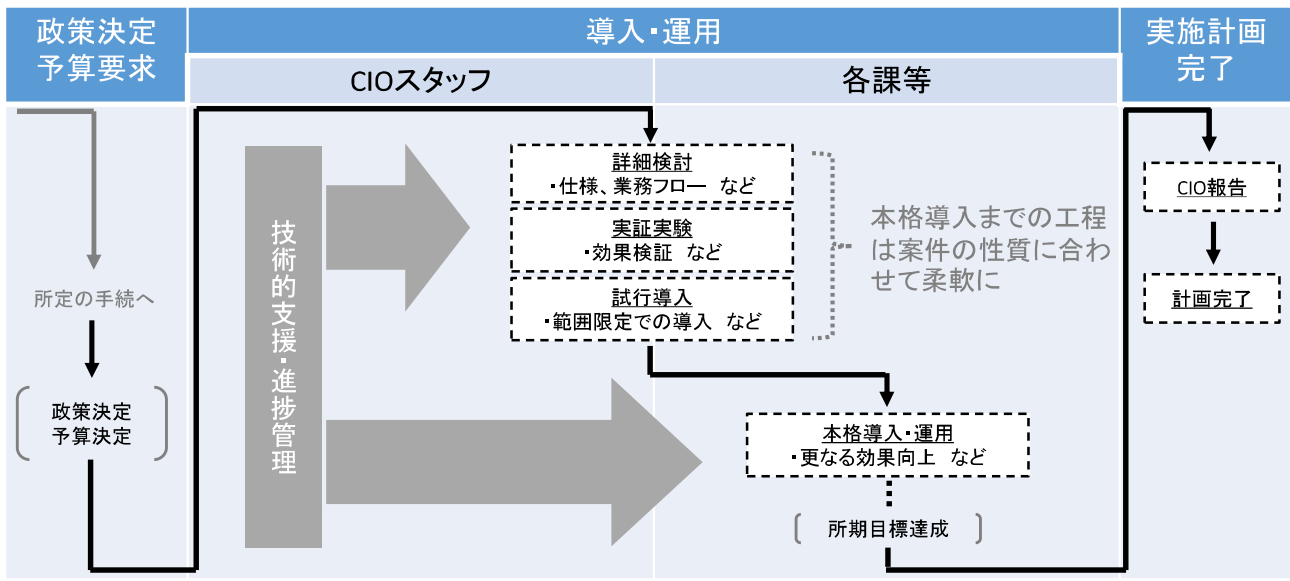 政策決定
予算要求
導入・運用
実施計画
完了
CIOスタッフ
各課等
所定の手続へ
政策決定
予算決定
技術的支援・進捗管理
詳細検討
・仕様、業務フロー など
実証実験
・効果検証 など
試行導入
・範囲限定での導入 など
本格導入までの工程
は案件の性質に合わ
せて柔軟に
本格導入・運用
・更なる効果向上 など
所期目標達成
CIO報告
計画完了